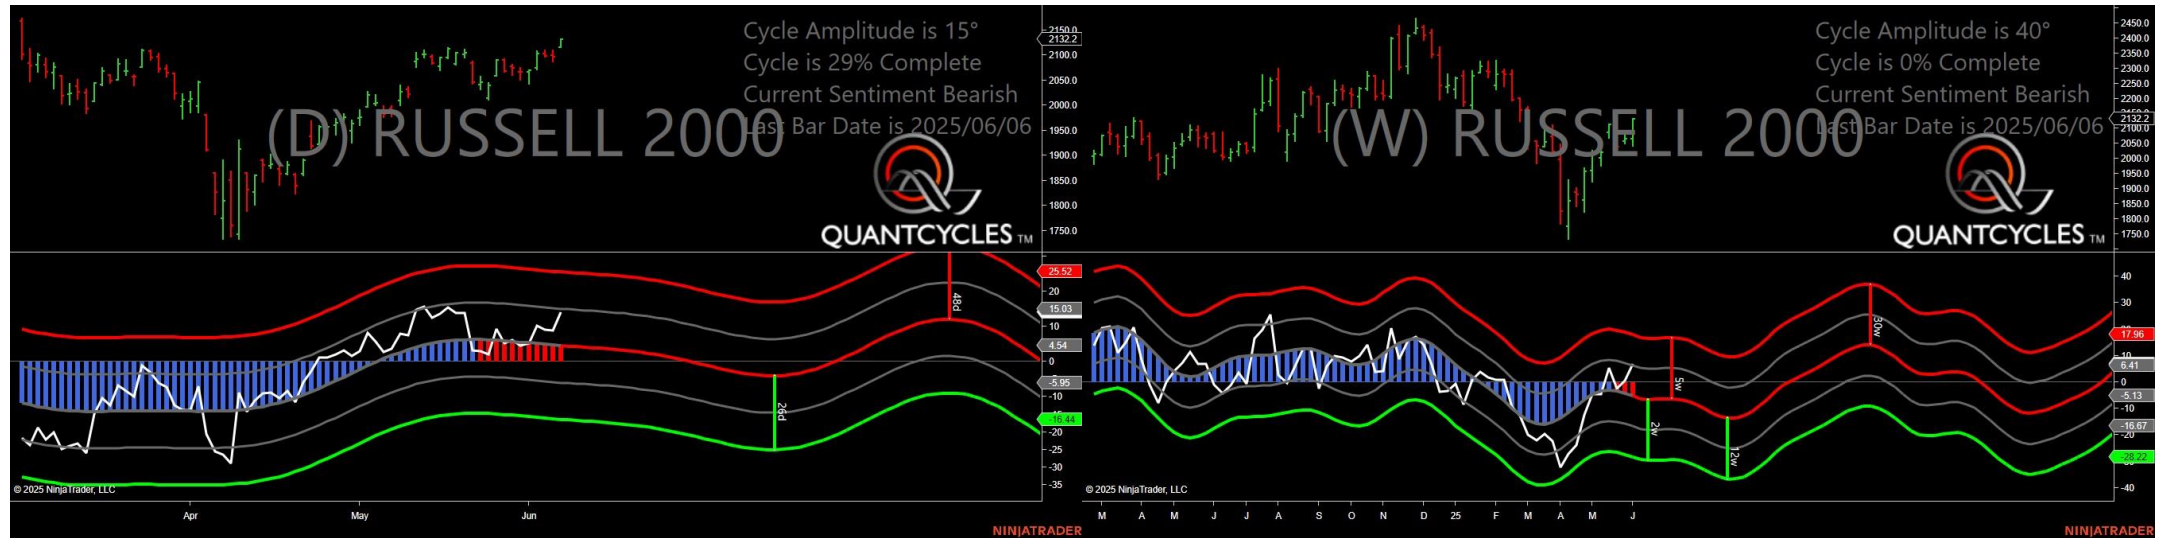 Cycle Amplitude is 15°
Cycle is 29% Complete
Current Sentiment Bearish
Last Bar Date is 2025/06/06
(D) RUSSELL 2000
QUANTCYCLES TM
2150.0
2132.2
2100.0
2050.0
2000.0
1950.0
1900.0
1850.0
1800.0
1750.0
25.52
20
15.03
10
4.54
0
-5.95
-10
-16.44
-20
-25
-30
-35
48d
26d
© 2025 NinjaTrader, LLC
Apr May Jun
NINJATRADER
Cycle Amplitude is 40°
Cycle is 0% Complete
Current Sentiment Bearish
Last Bar Date is 2025/06/06
(W) RUSSELL 2000
QUANTCYCLES TM
2450.0
2400.0
2350.0
2300.0
2250.0
2200.0
2132.2
2100.0
2050.0
2000.0
1950.0
1900.0
1850.0
1800.0
1750.0
40
30
17.96
10
6.41
0
-5.13
-10
-16.67
-20
-28.22
-40
30w
5w
2w
12w
© 2025 NinjaTrader, LLC
M A M J J A S O N D 25 F M A M J
NINJATRADER